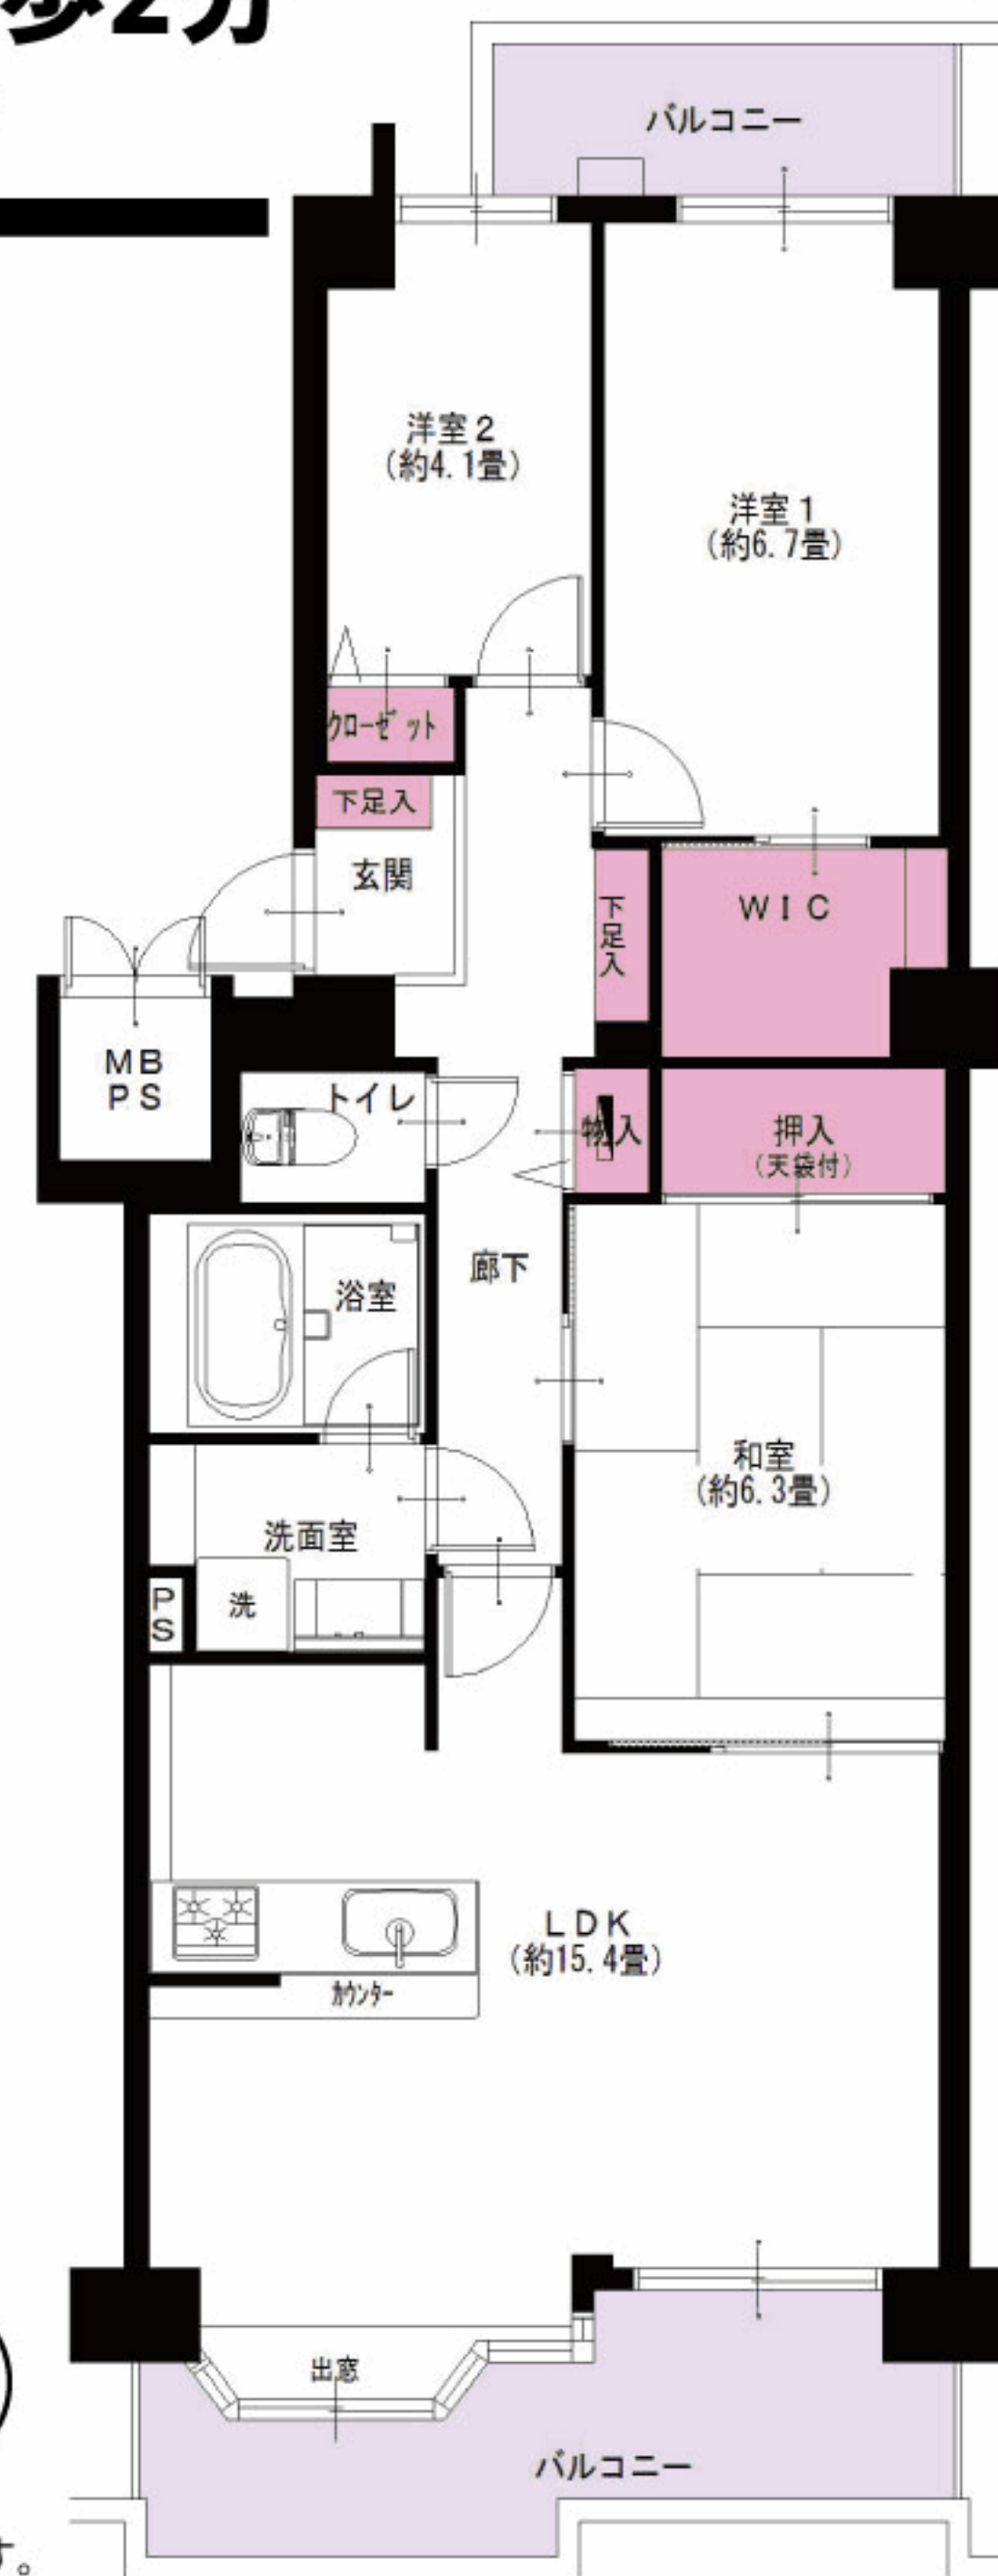 歩2分
バルコニー
洋室2
(約4.1畳)
洋室1
(約6.7畳)
クローゼット
下足入
玄関
下足入
WIC
MB
PS
トイレ
物入
押入
(天袋付)
廊下
浴室
和室
(約6.3畳)
洗面室
PS
洗
LDK
(約15.4畳)
カウンター
出窓
バルコニー
す。